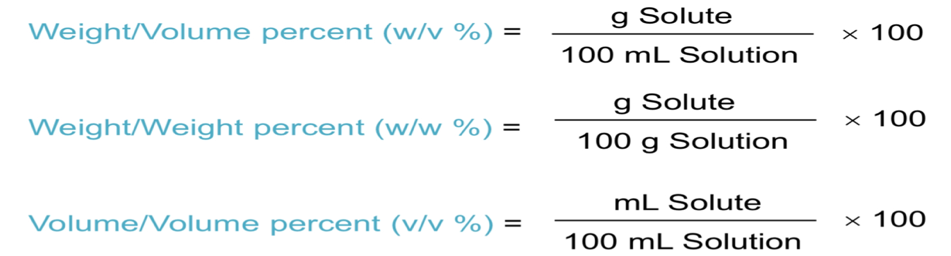 Weight/Volume percent (w/v %) = g Solute / 100 mL Solution × 100
Weight/Weight percent (w/w %) = g Solute / 100 g Solution × 100
Volume/Volume percent (v/v %) = mL Solute / 100 mL Solution × 100